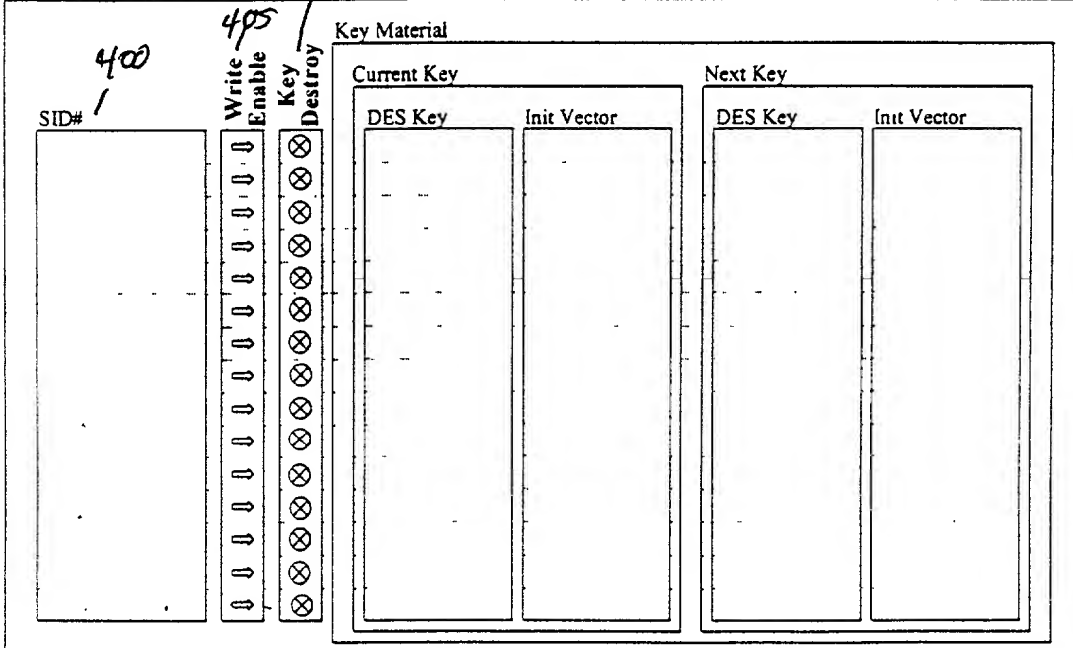 405
400
Key Material
Write
Enable
Key
Destroy
Current Key
Next Key
SID#
DES Key
Init Vector
DES Key
Init Vector